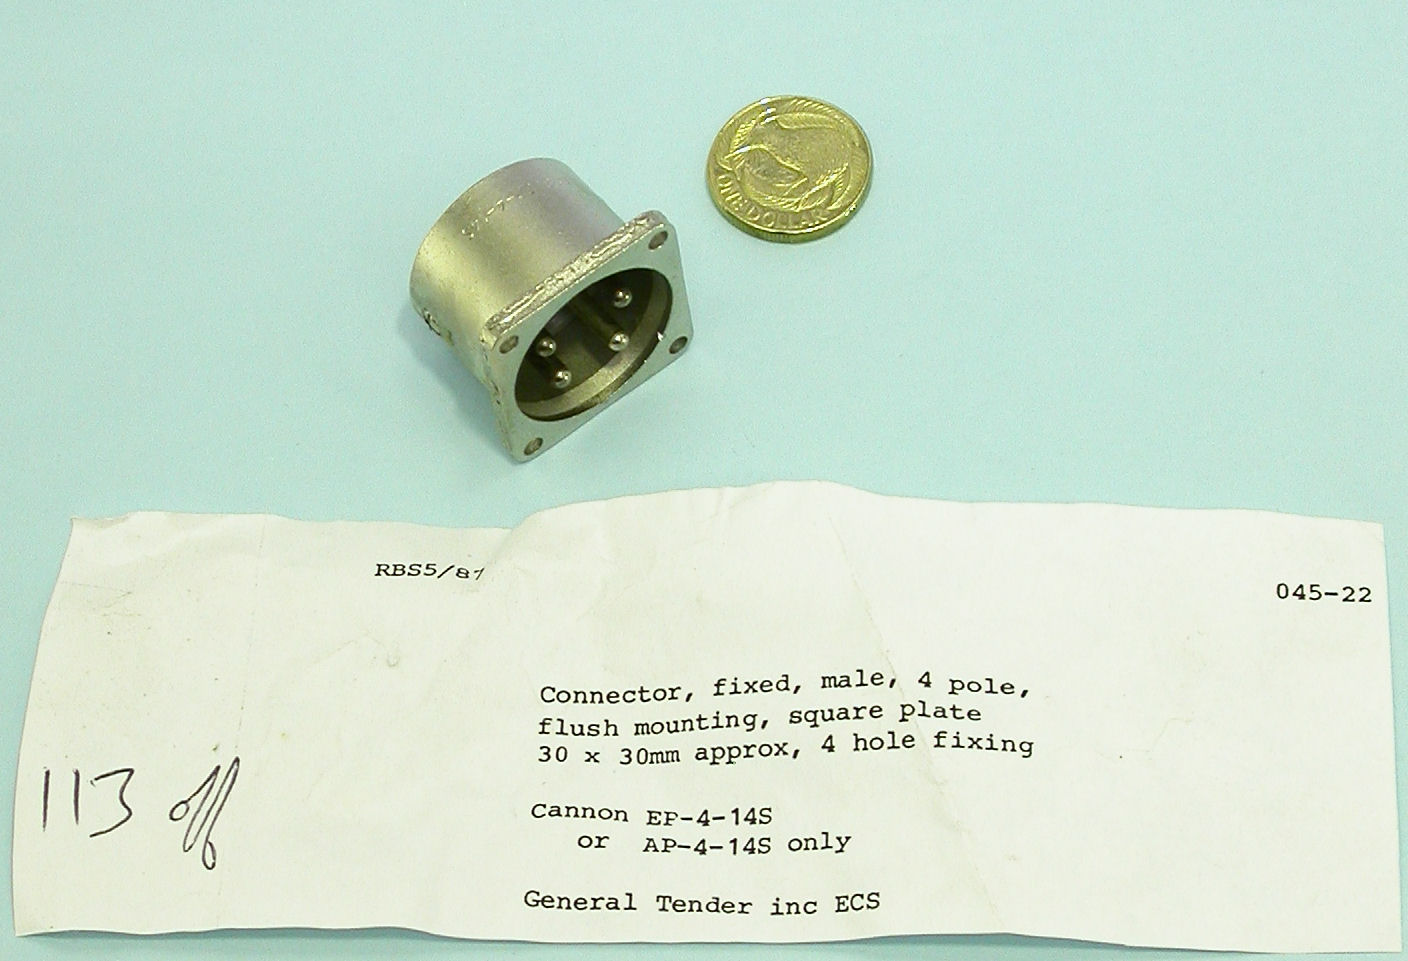 ONE DOLLAR
RBS5/87
045-22
Connector, fixed, male, 4 pole,
flush mounting, square plate
30 x 30mm approx, 4 hole fixing
113 off
Cannon EP-4-14S
or AP-4-14S only
General Tender inc ECS